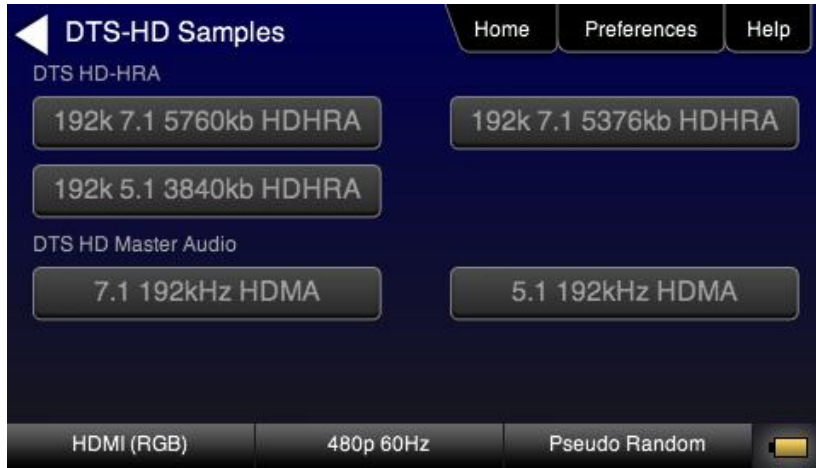 DTS-HD Samples
Home
Preferences
Help
DTS HD-HRA
192k 7.1 5760kb HDHRA
192k 7.1 5376kb HDHRA
192k 5.1 3840kb HDHRA
DTS HD Master Audio
7.1 192kHz HDMA
5.1 192kHz HDMA
HDMI (RGB)
480p 60Hz
Pseudo Random